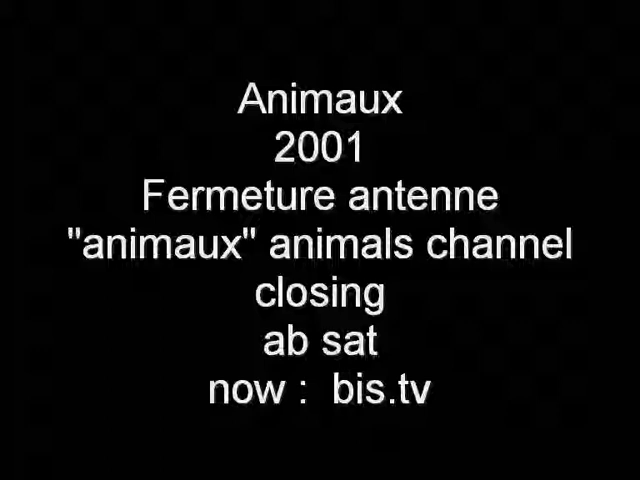 Animaux
2001
Fermeture antenne
"animaux" animals channel
closing
ab sat
now :  bis.tv